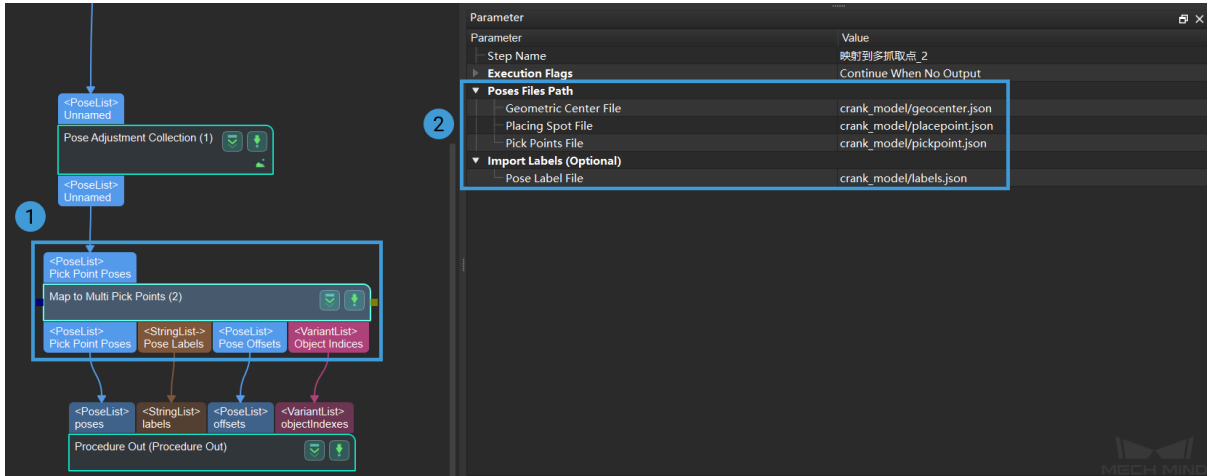 <PoseList>
Unnamed
Pose Adjustment Collection (1)
<PoseList>
Unnamed
1
<PoseList>
Pick Point Poses
Map to Multi Pick Points (2)
<PoseList> <StringList-> <PoseList> <VariantList>
Pick Point Poses Pose Labels Pose Offsets Object Indices
<PoseList> <StringList> <PoseList> <VariantList>
poses labels offsets objectIndexes
Procedure Out (Procedure Out)
Parameter
Parameter Value
Step Name 映射到多抓取点_2
Execution Flags Continue When No Output
2
Poses Files Path
Geometric Center File crank_model/geocenter.json
Placing Spot File crank_model/placepoint.json
Pick Points File crank_model/pickpoint.json
Import Labels (Optional)
Pose Label File crank_model/labels.json
MECH MIND